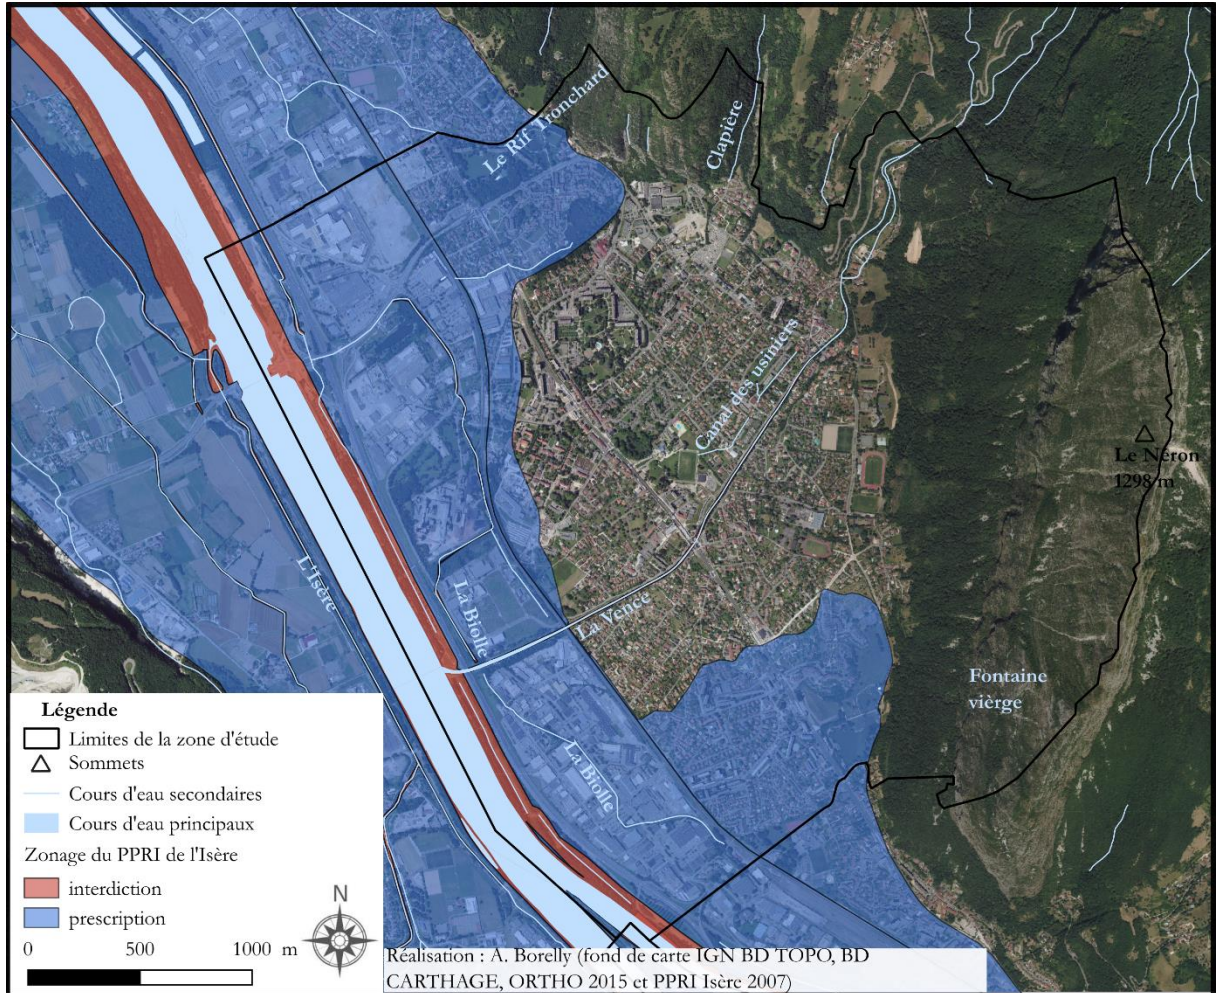 Le Rif Tronchard
Clapière
Canal des usiniers
Le Néron
1298 m
L'Isère
La Biolle
La Vence
Fontaine
vièrge
La Biolle
Légende
Limites de la zone d'étude
Sommets
Cours d'eau secondaires
Cours d'eau principaux
Zonage du PPRI de l'Isère
interdiction
prescription
N
0 500 1000 m
Réalisation : A. Borelly (fond de carte IGN BD TOPO, BD
CARTHAGE, ORTHO 2015 et PPRI Isère 2007)